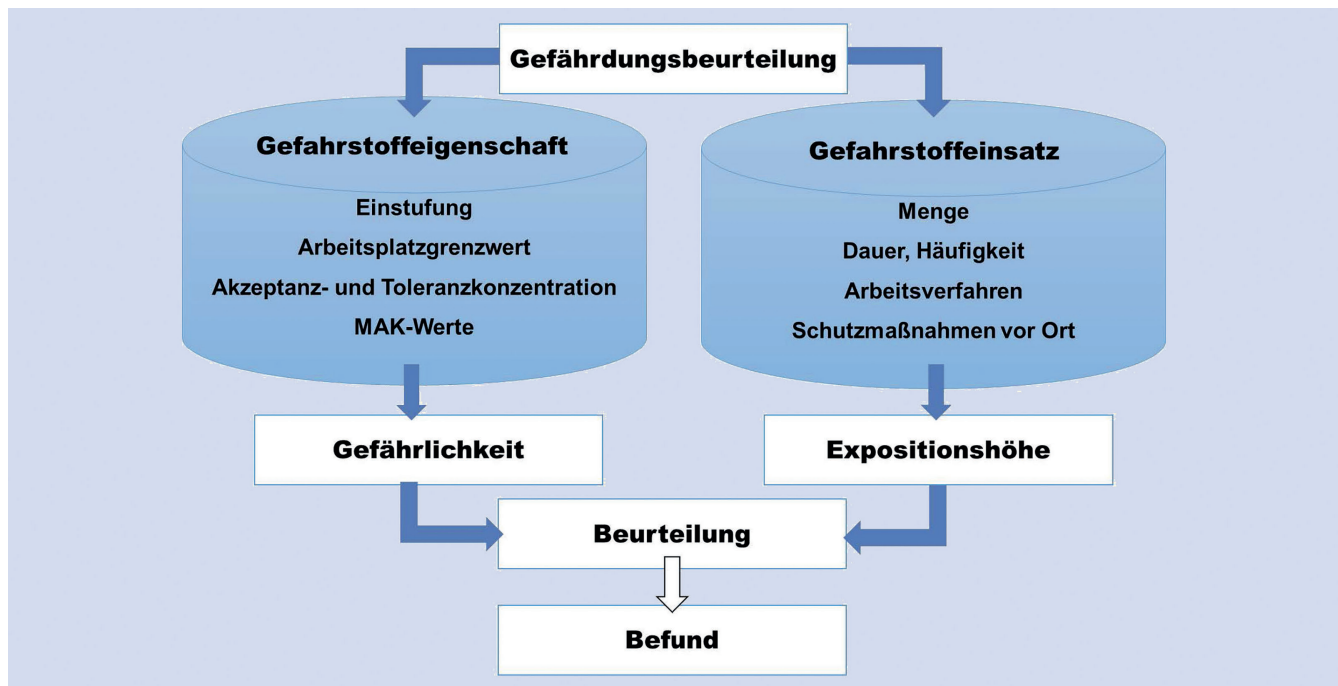 Gefährdungsbeurteilung
Gefahrstoffeigenschaft
Einstufung
Arbeitsplatzgrenzwert
Akzeptanz- und Toleranzkonzentration
MAK-Werte
Gefahrstoffeinsatz
Menge
Dauer, Häufigkeit
Arbeitsverfahren
Schutzmaßnahmen vor Ort
Gefährlichkeit
Expositionshöhe
Beurteilung
Befund